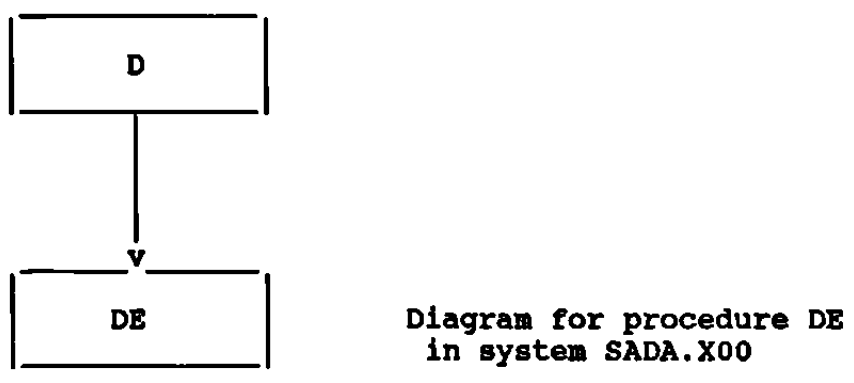 D
v
DE
Diagram for procedure DE
in system SADA.X00